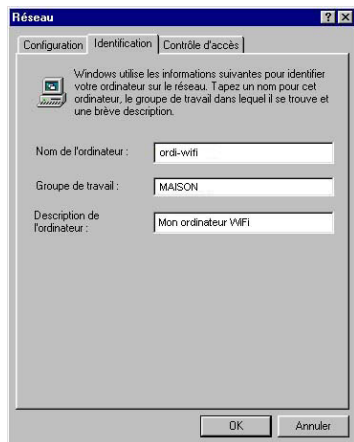 Réseau
Configuration Identification Contrôle d'accès
Windows utilise les informations suivantes pour identifier
votre ordinateur sur le réseau. Tapez un nom pour cet
ordinateur, le groupe de travail dans lequel il se trouve et
une brève description.
Nom de l'ordinateur : ordi-wifi
Groupe de travail : MAISON
Description de
l'ordinateur : Mon ordinateur WiFi
OK Annuler